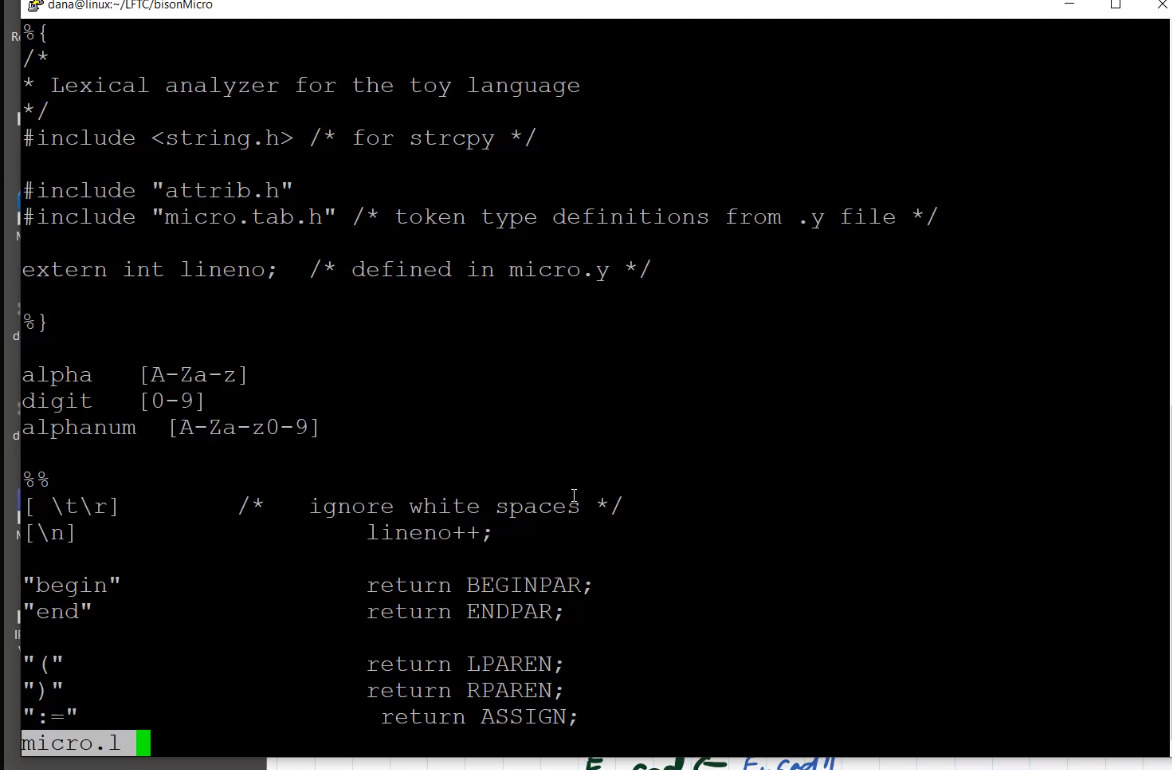 dana@linux:~/LFTC/bisonMicro
%{
/*
* Lexical analyzer for the toy language
*/
#include <string.h> /* for strcpy */
#include "attrib.h"
#include "micro.tab.h" /* token type definitions from .y file */
extern int lineno;  /* defined in micro.y */
%}
alpha   [A-Za-z]
digit   [0-9]
alphanum  [A-Za-z0-9]
%%
[ \t\r]        /*   ignore white spaces */
[\n]                    lineno++;
"begin"                 return BEGINPAR;
"end"                   return ENDPAR;
"("                     return LPAREN;
")"                     return RPAREN;
":="                     return ASSIGN;
micro.l